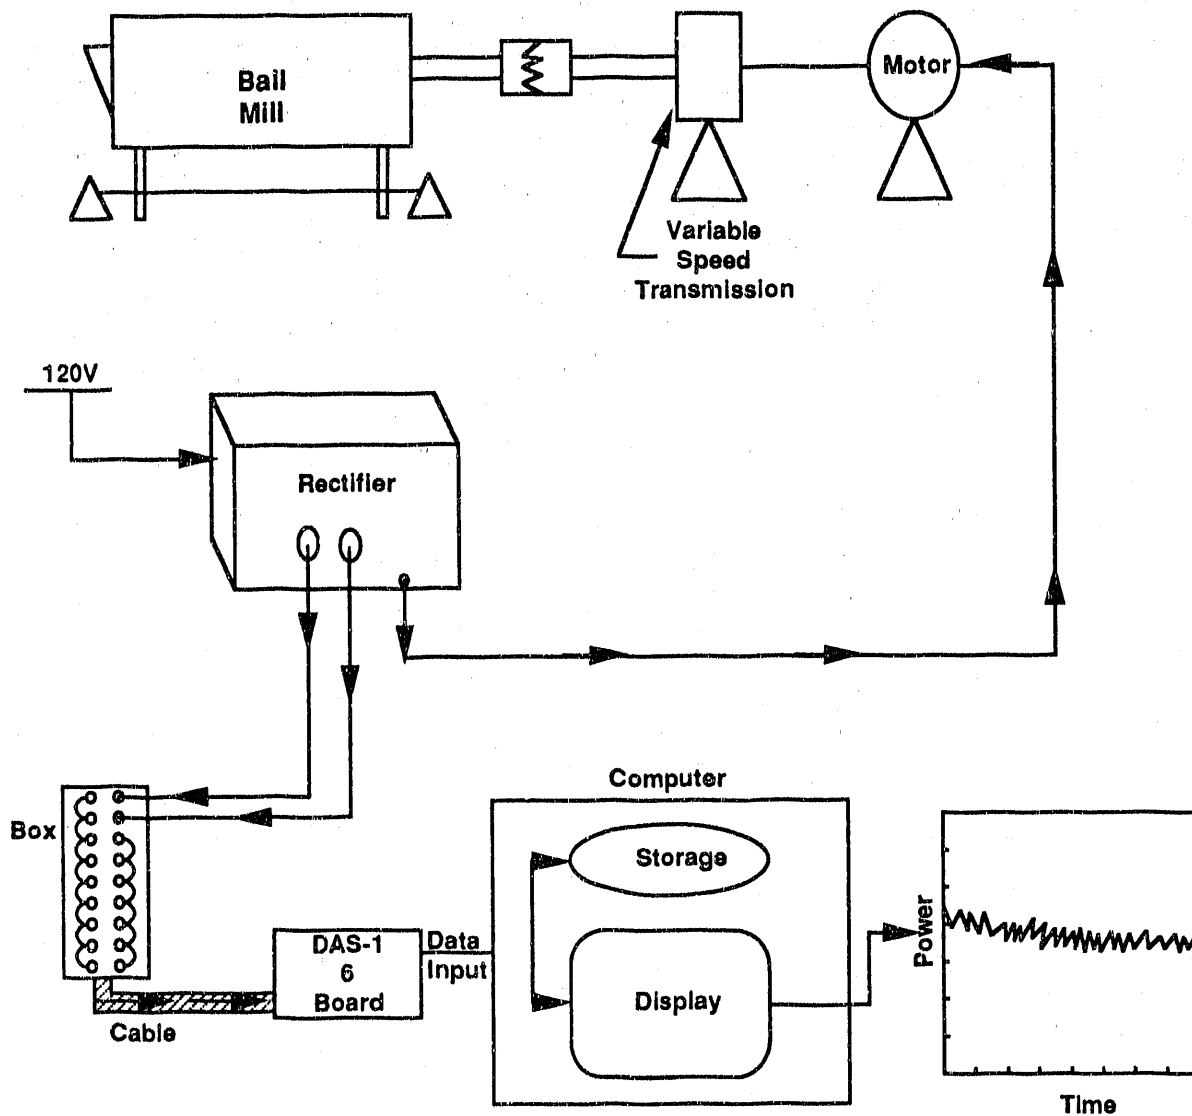 Bail
Mill
Motor
Variable
Speed
Transmission
120V
Rectifier
Computer
Box
Storage
Power
DAS-1
6
Board
Data
Input
Display
Cable
Time